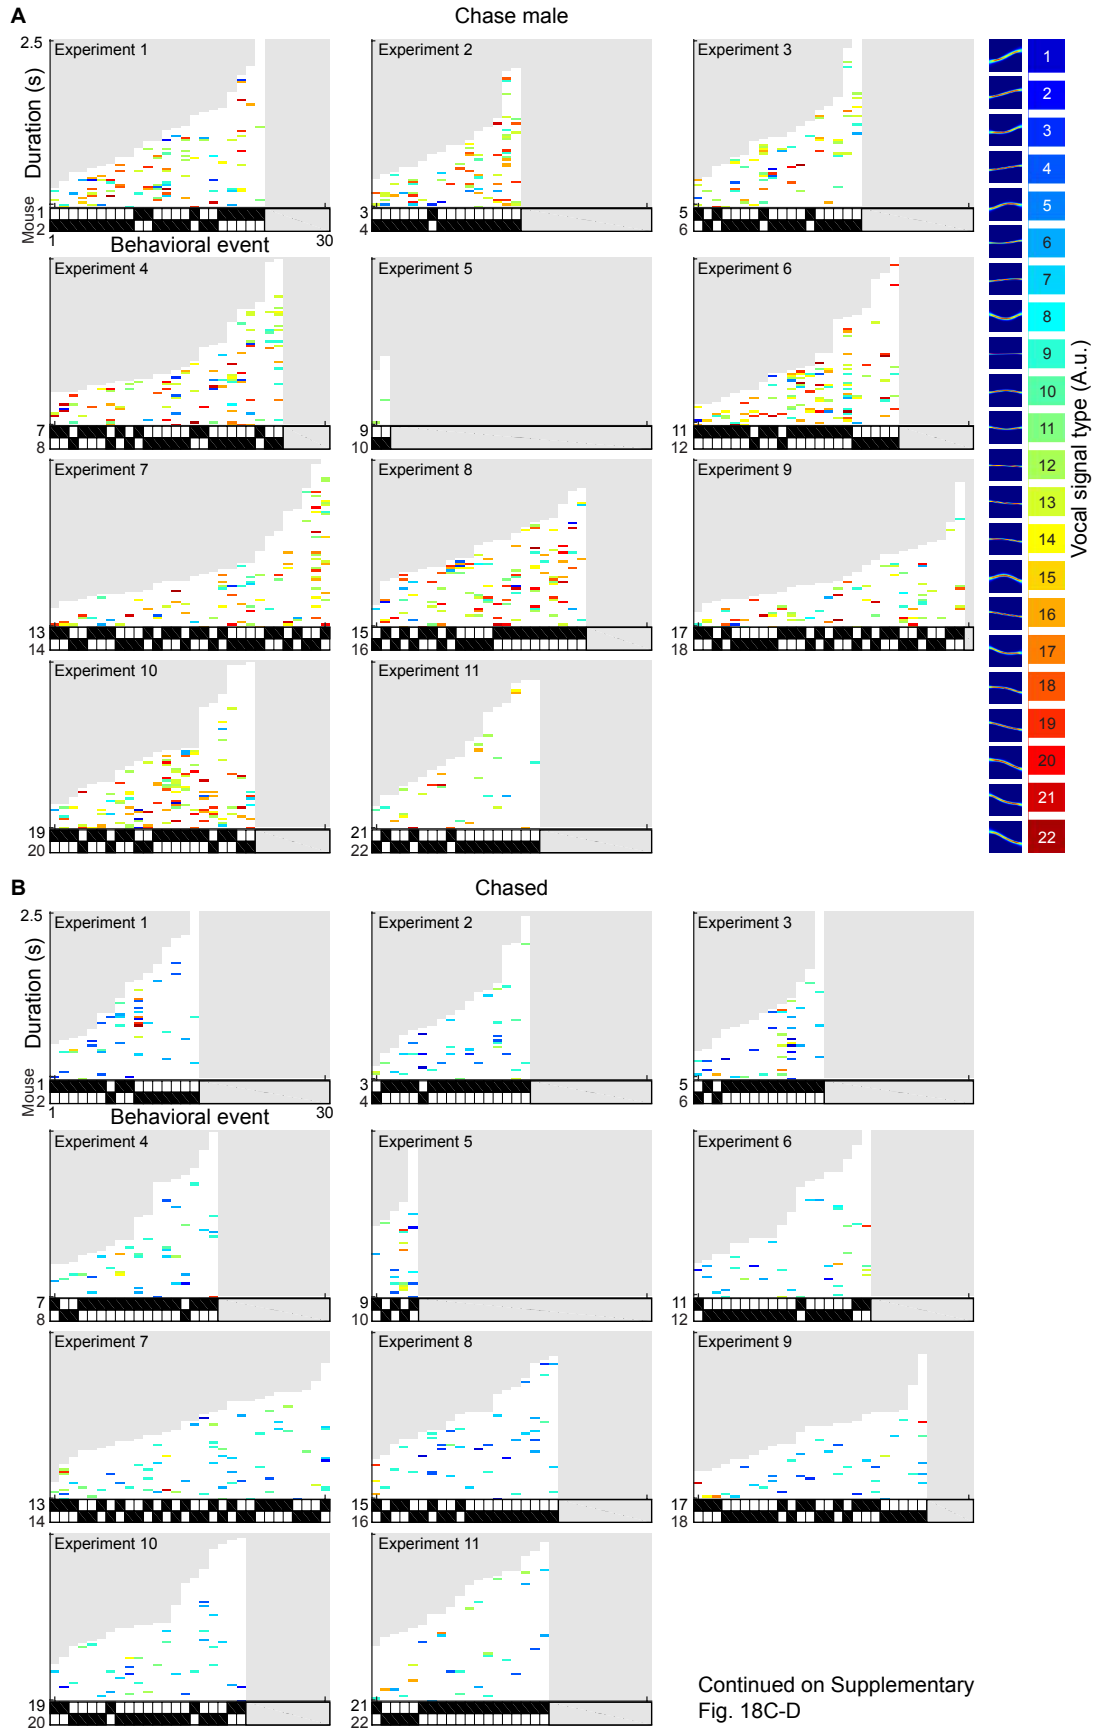 A
Chase male
Experiment 1
Experiment 2
Experiment 3
2.5
Duration (s)
Mouse
1
2
3
4
5
6
1
Behavioral event
30
Experiment 4
Experiment 5
Experiment 6
7
8
9
10
11
12
Experiment 7
Experiment 8
Experiment 9
13
14
15
16
17
18
Experiment 10
Experiment 11
19
20
21
22
1
2
3
4
5
6
7
8
9
10
11
12
13
14
15
16
17
18
19
20
21
22
Vocal signal type (A.u.)
B
Chased
Experiment 1
Experiment 2
Experiment 3
2.5
Duration (s)
Mouse
1
2
3
4
5
6
1
Behavioral event
30
Experiment 4
Experiment 5
Experiment 6
7
8
9
10
11
12
Experiment 7
Experiment 8
Experiment 9
13
14
15
16
17
18
Experiment 10
Experiment 11
19
20
21
22
Continued on Supplementary
Fig. 18C-D